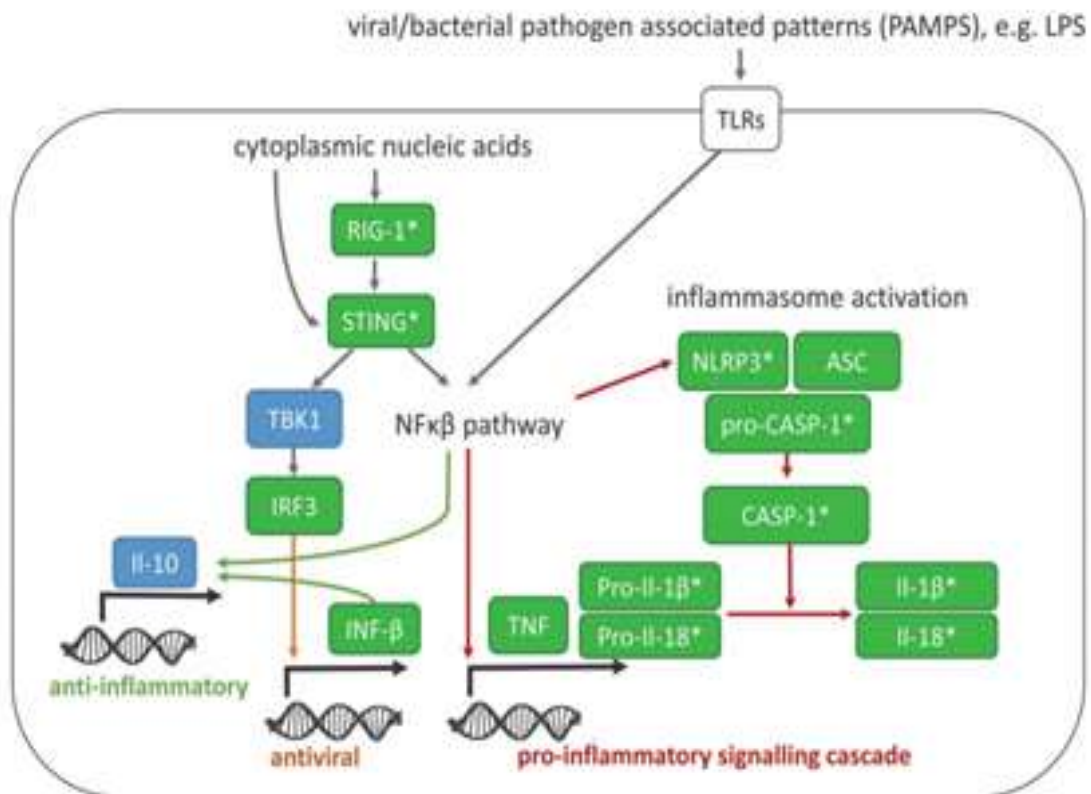 viral/bacterial pathogen associated patterns (PAMPS), e.g. LPS
TLRs
cytoplasmic nucleic acids
RIG-1*
STING*
inflammasome activation
NLRP3*
ASC
TBK1
NFκβ pathway
pro-CASP-1*
IRF3
CASP-1*
Il-10
Pro-Il-1β*
Il-1β*
INF-β
TNF
Pro-Il-18*
Il-18*
anti-inflammatory
antiviral
pro-inflammatory signalling cascade